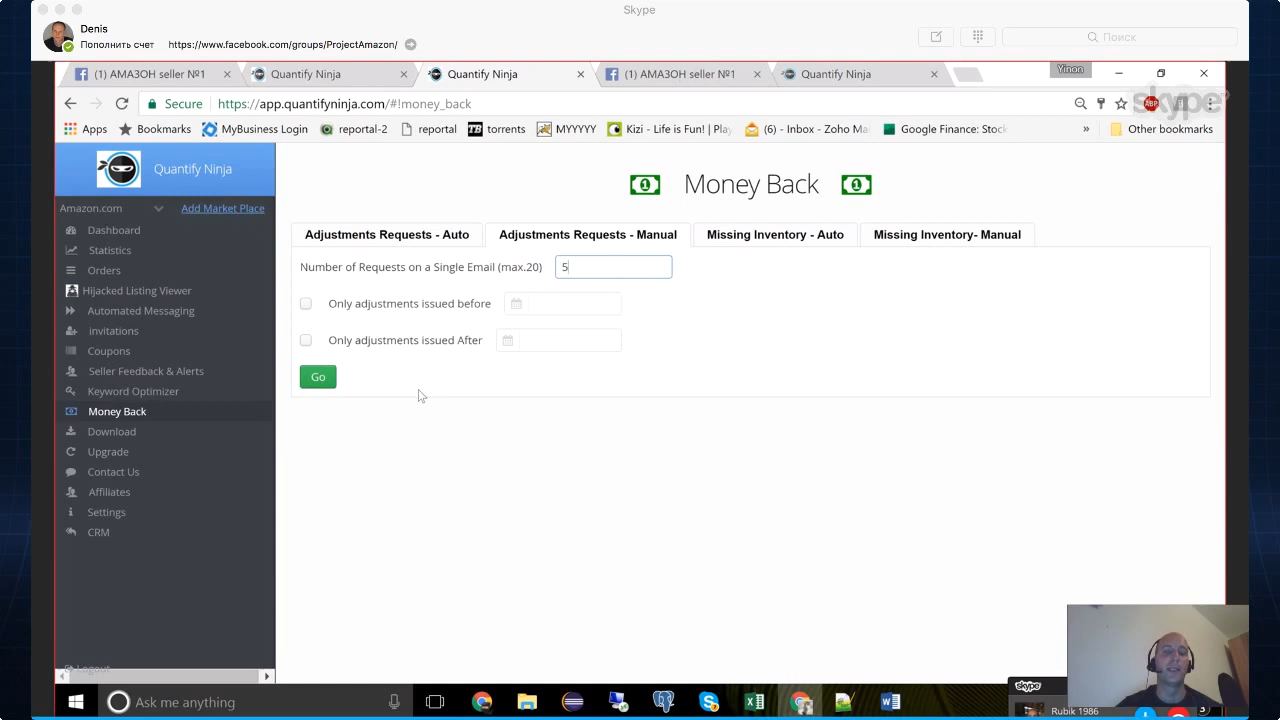 Skype
Denis
Пополнить счет https://www.facebook.com/groups/ProjectAmazon/
Поиск
(1) АМАЗОН seller №1
Quantify Ninja
Quantify Ninja
(1) АМАЗОН seller №1
Quantify Ninja
Yinon
Secure https://app.quantifyninja.com/#!money_back
skype
ABP
Apps
Bookmarks
MyBusiness Login
reportal-2
reportal
torrents
MYYYYY
Kizi - Life is Fun! | Play
(6) - Inbox - Zoho Ma
Google Finance: Stoc
»
Other bookmarks
Quantify Ninja
Money Back
Amazon.com
Add Market Place
Dashboard
Statistics
Orders
Hijacked Listing Viewer
Automated Messaging
invitations
Coupons
Seller Feedback & Alerts
Keyword Optimizer
Money Back
Download
Upgrade
Contact Us
Affiliates
Settings
CRM
Logout
Adjustments Requests - Auto
Adjustments Requests - Manual
Missing Inventory - Auto
Missing Inventory- Manual
Number of Requests on a Single Email (max.20) 5
Only adjustments issued before
Only adjustments issued After
Go
Ask me anything
skype
Rubik 1986